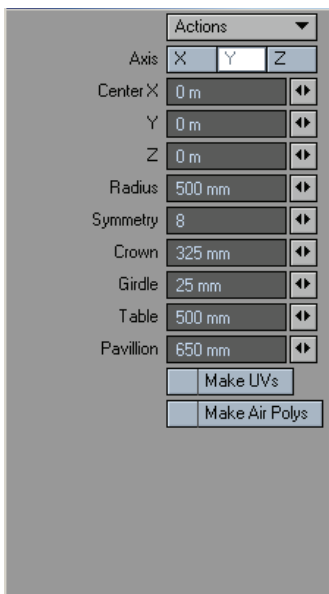 Actions
Axis X Y Z
Center X 0 m
Y 0 m
Z 0 m
Radius 500 mm
Symmetry 8
Crown 325 mm
Girdle 25 mm
Table 500 mm
Pavillion 650 mm
Make UVs
Make Air Polys